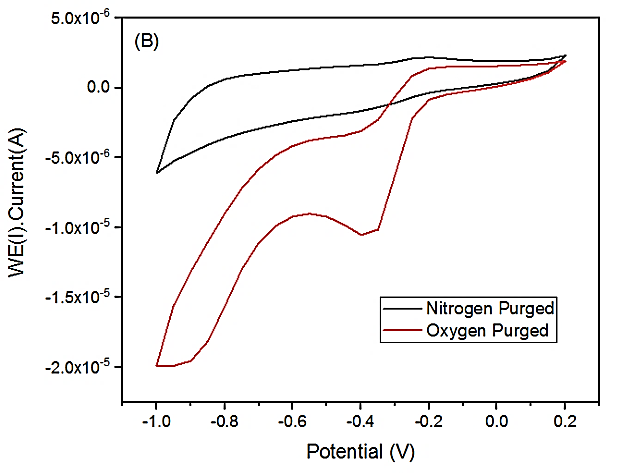 (B)
5.0x10⁻⁶
0.0
-5.0x10⁻⁶
-1.0x10⁻⁵
-1.5x10⁻⁵
-2.0x10⁻⁵
WE(I).Current(A)
Nitrogen Purged
Oxygen Purged
-1.0 -0.8 -0.6 -0.4 -0.2 0.0 0.2
Potential (V)